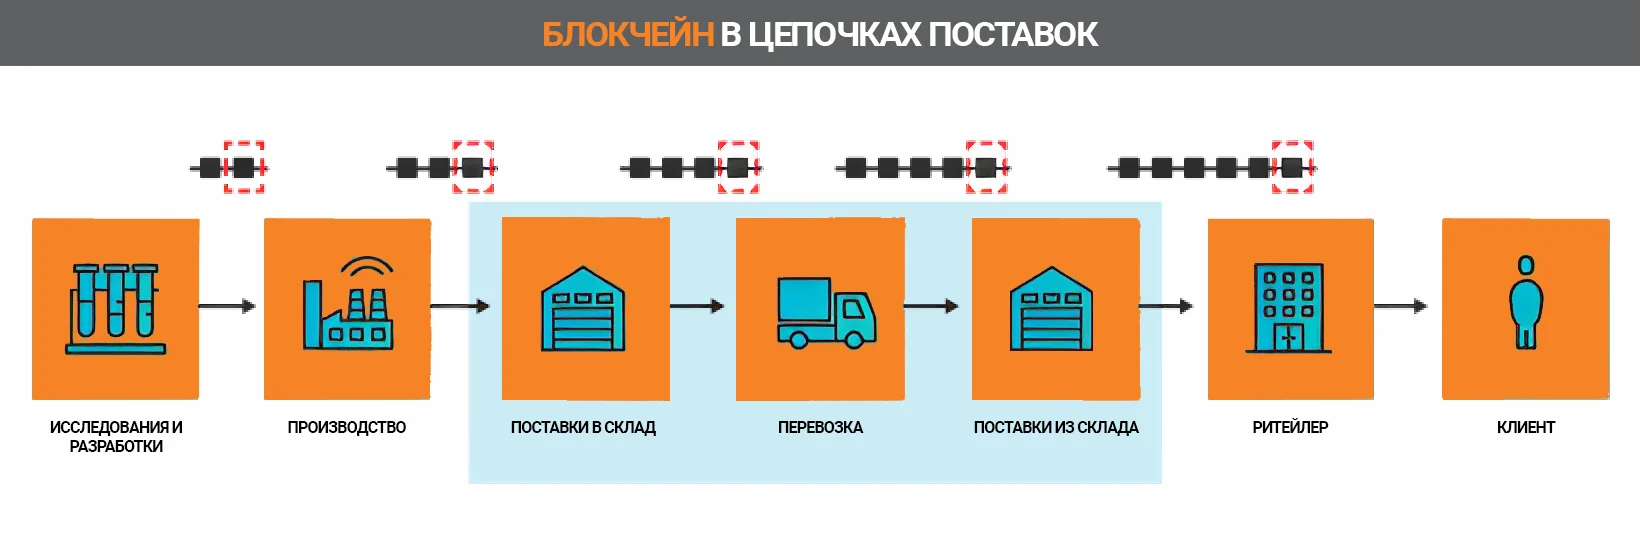 БЛОКЧЕЙН В ЦЕПОЧКАХ ПОСТАВОК
ИССЛЕДОВАНИЯ И
РАЗРАБОТКИ
ПРОИЗВОДСТВО
ПОСТАВКИ В СКЛАД
ПЕРЕВОЗКА
ПОСТАВКИ ИЗ СКЛАДА
РИТЕЙЛЕР
КЛИЕНТ